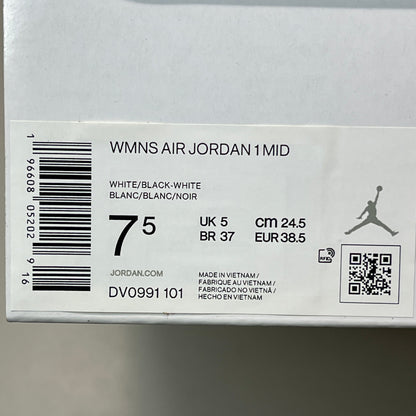 WMNS AIR JORDAN 1 MID
WHITE/BLACK-WHITE
BLANC/BLANC/NOIR
7⁵
UK 5
cm 24.5
BR 37
EUR 38.5
RFID
JORDAN.COM
DV0991 101
MADE IN VIETNAM /
FABRIQUE AU VIETNAM /
FABRICADO NO VIETNÃ /
HECHO EN VIETNAM
1 96608 05202 9 16